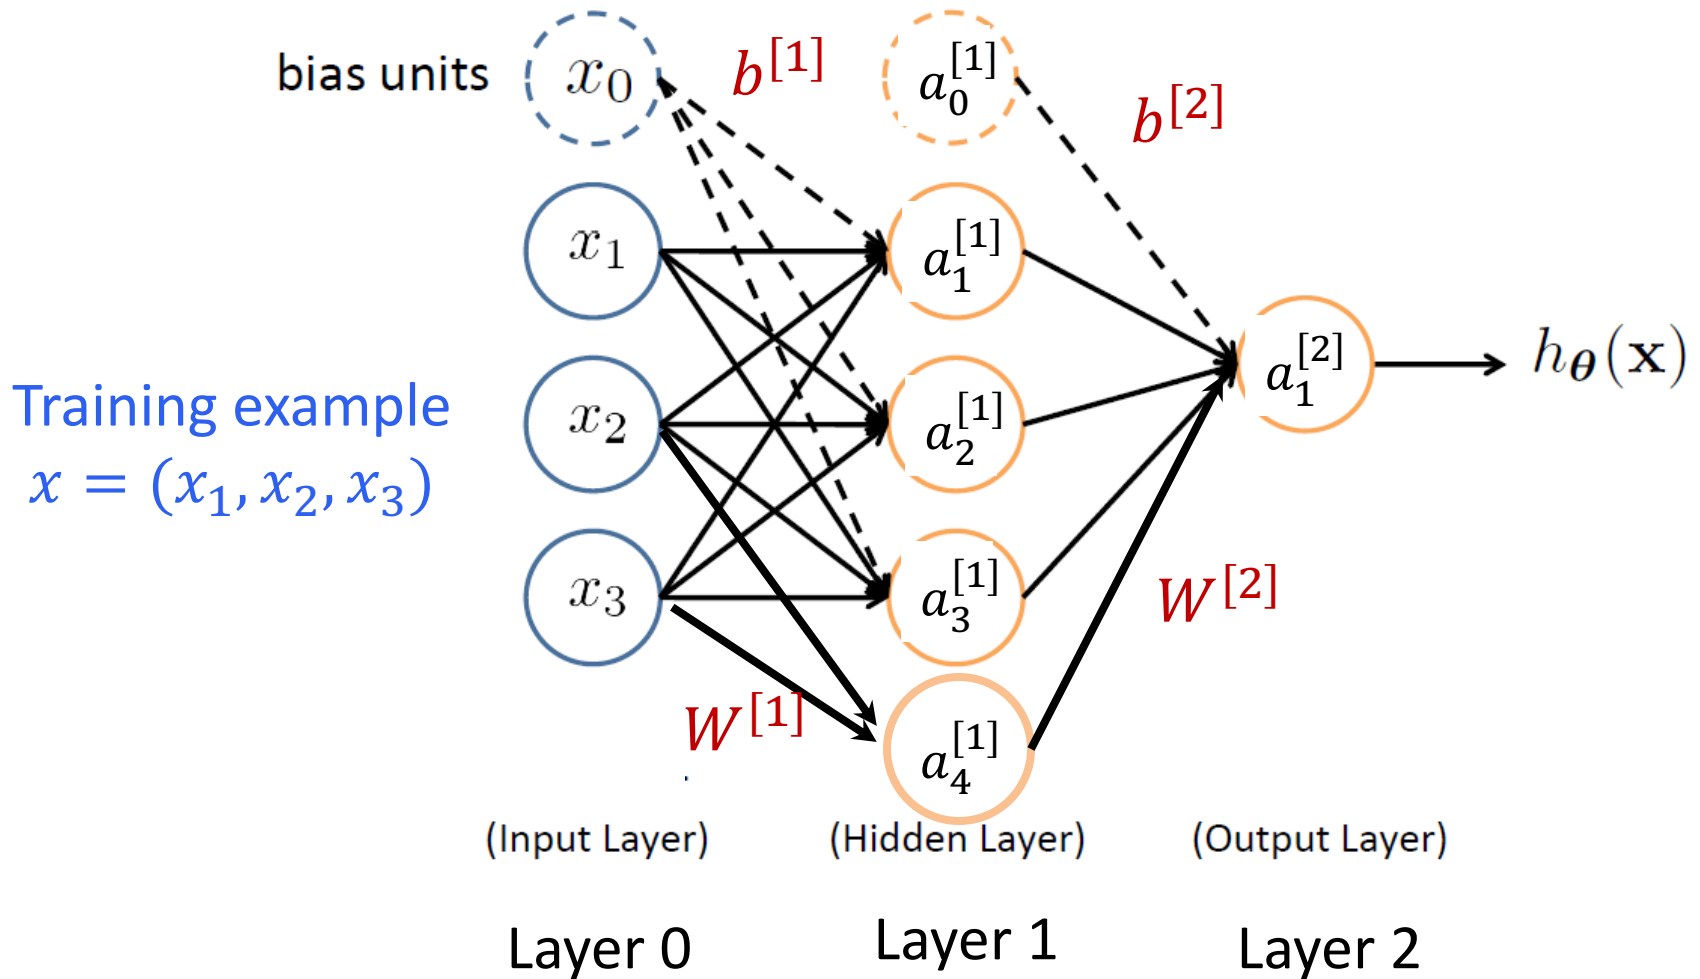 bias units
x₀
b^[1]
a₀^[1]
b^[2]
x₁
a₁^[1]
x₂
a₂^[1]
a₁^[2]
h_θ(x)
Training example
x = (x₁, x₂, x₃)
x₃
a₃^[1]
W^[2]
W^[1]
a₄^[1]
(Input Layer)
(Hidden Layer)
(Output Layer)
Layer 0
Layer 1
Layer 2